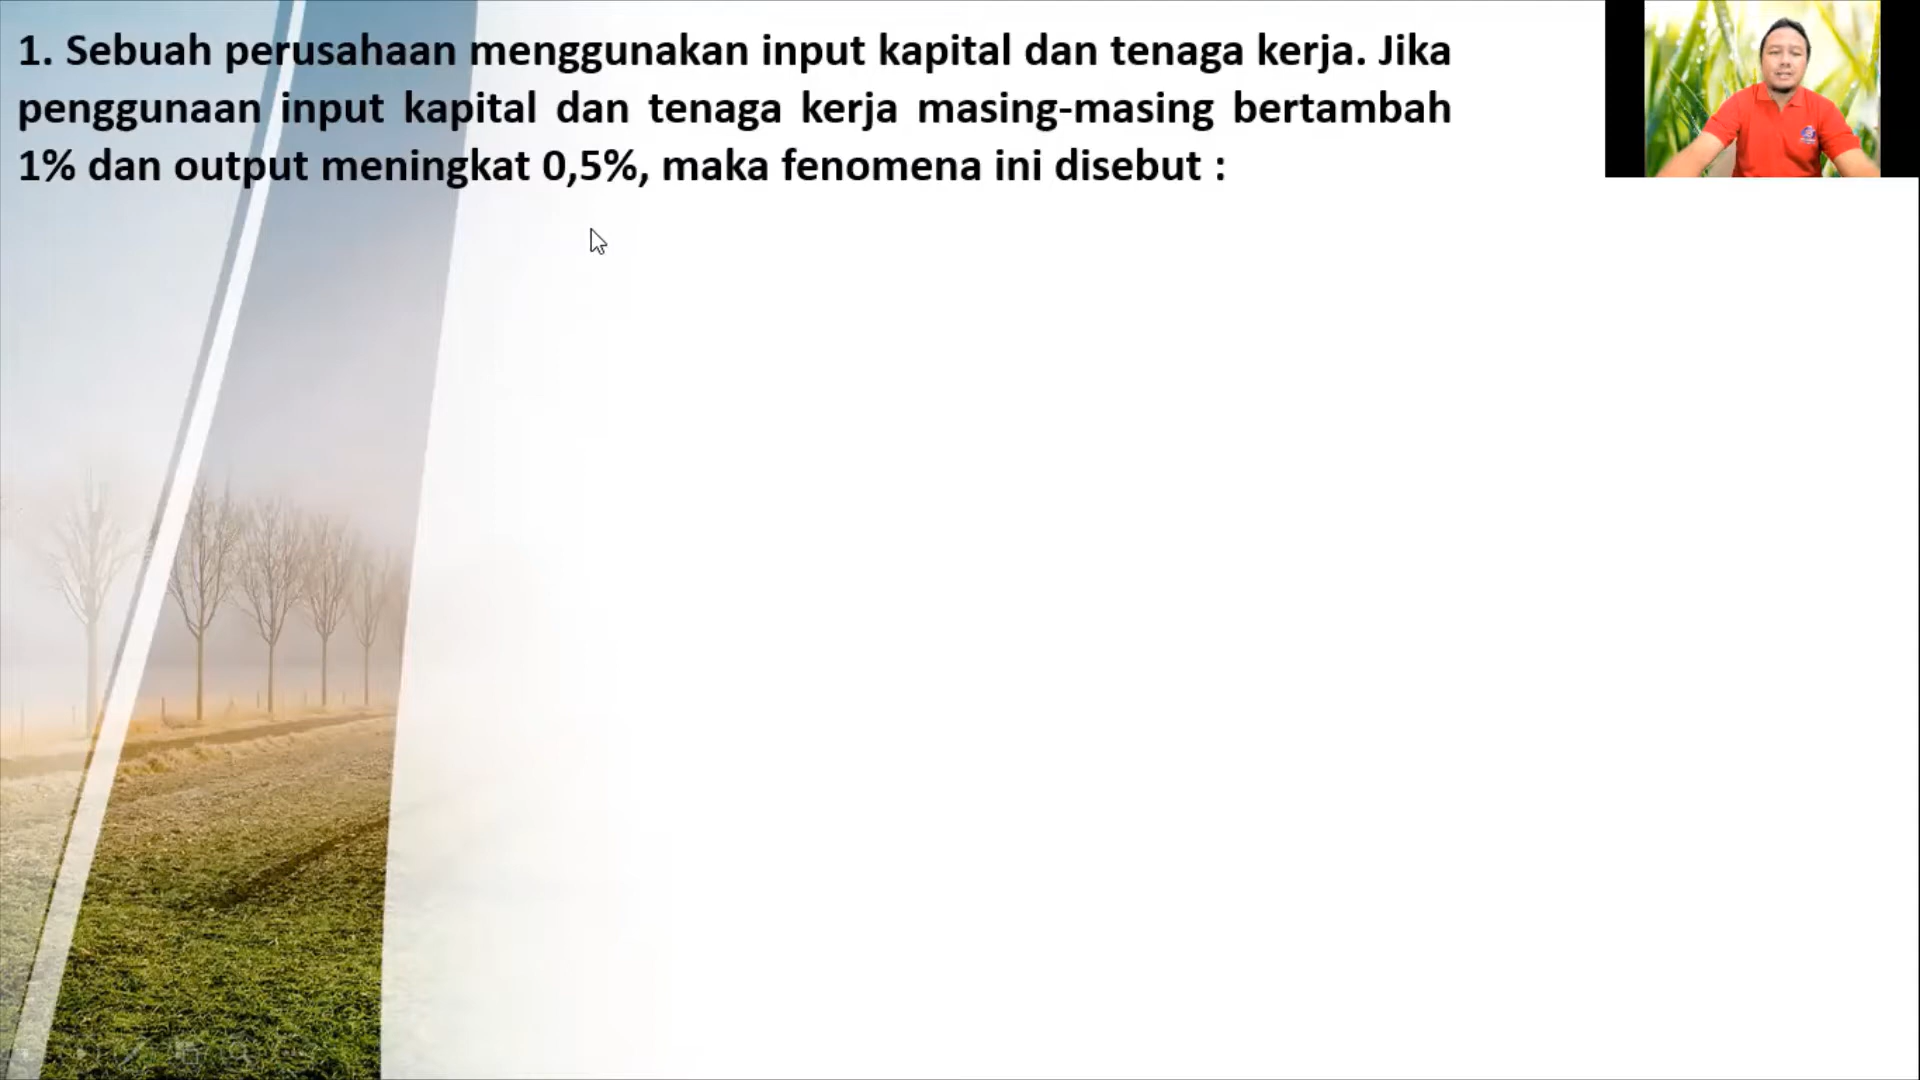 1. Sebuah perusahaan menggunakan input kapital dan tenaga kerja. Jika
penggunaan input kapital dan tenaga kerja masing-masing bertambah
1% dan output meningkat 0,5%, maka fenomena ini disebut :